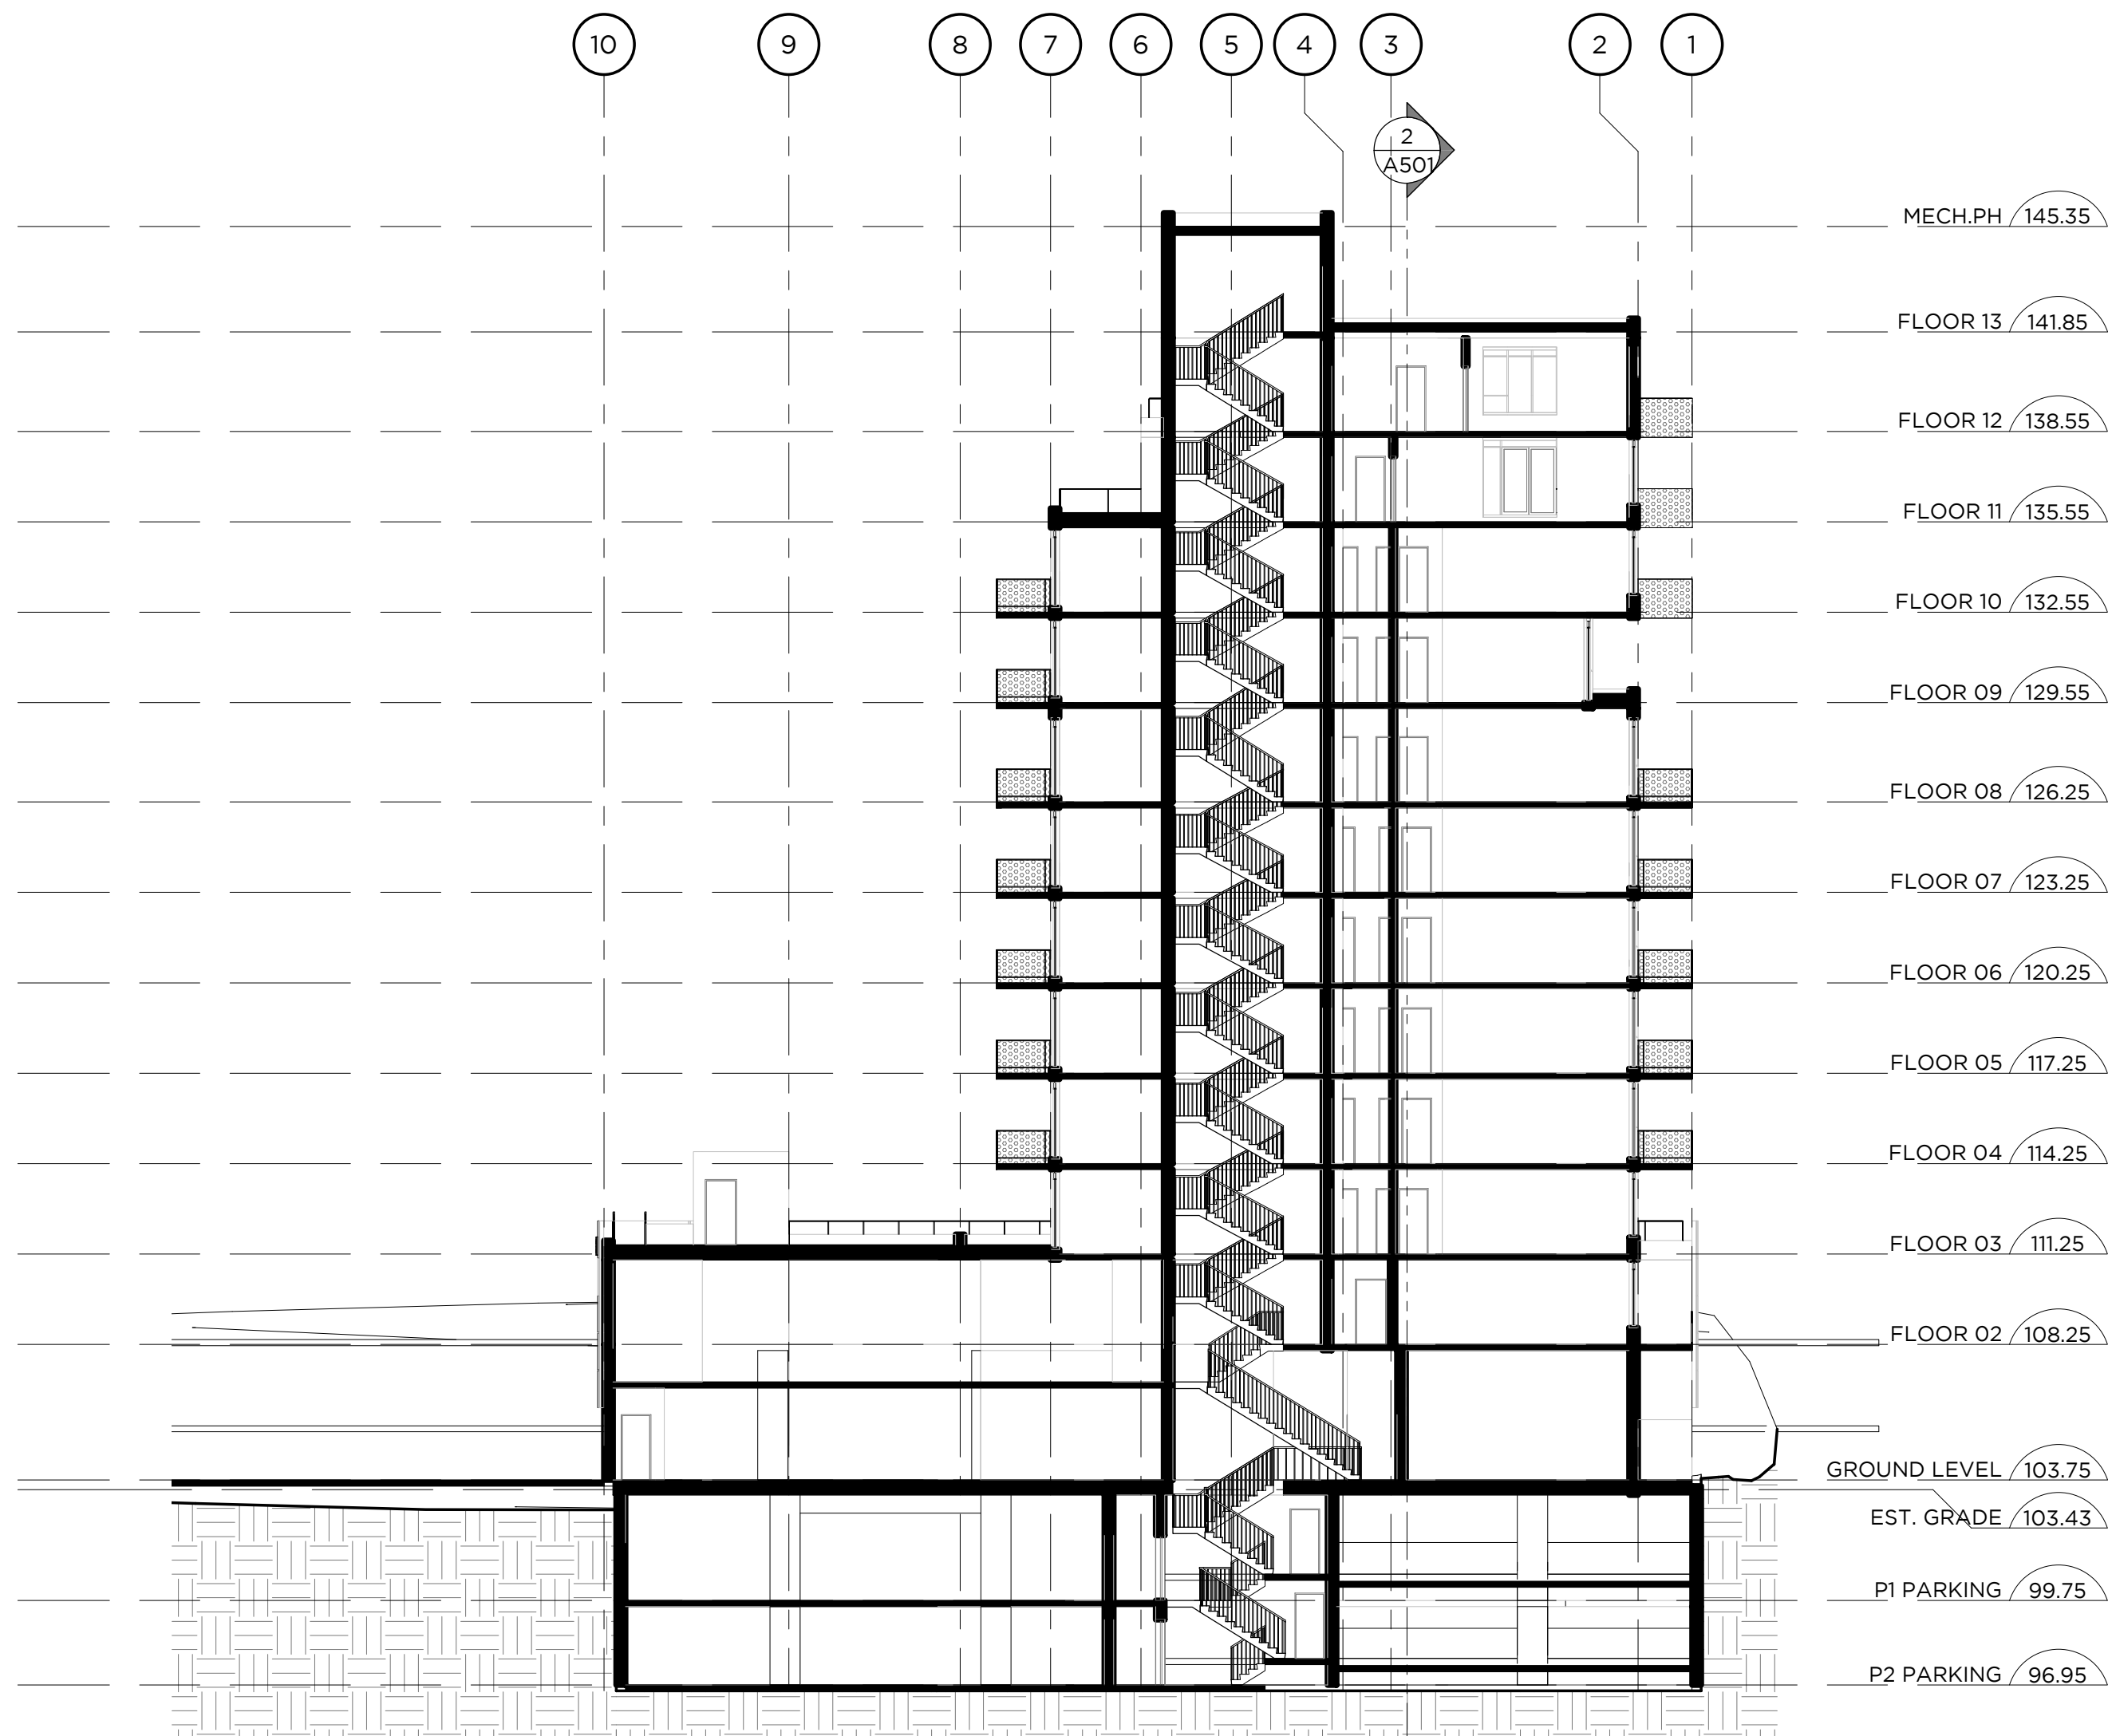 10 9 8 7 6 5 4 3 2 1
2
A501
MECH.PH 145.35
FLOOR 13 141.85
FLOOR 12 138.55
FLOOR 11 135.55
FLOOR 10 132.55
FLOOR 09 129.55
FLOOR 08 126.25
FLOOR 07 123.25
FLOOR 06 120.25
FLOOR 05 117.25
FLOOR 04 114.25
FLOOR 03 111.25
FLOOR 02 108.25
GROUND LEVEL 103.75
EST. GRADE 103.43
P1 PARKING 99.75
P2 PARKING 96.95